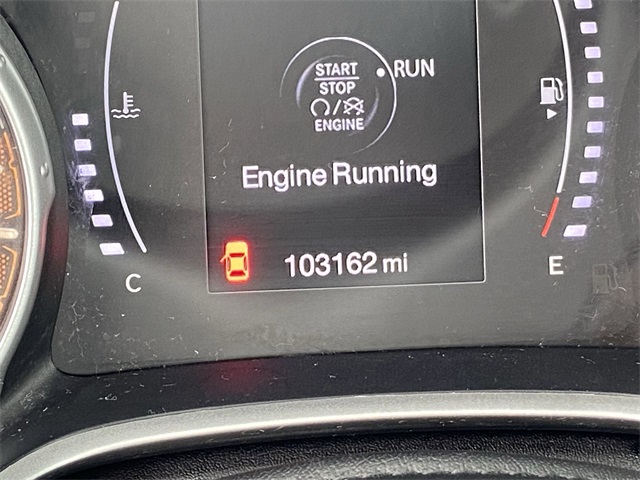 START
STOP
RUN
ENGINE
Engine Running
103162 mi
C
E